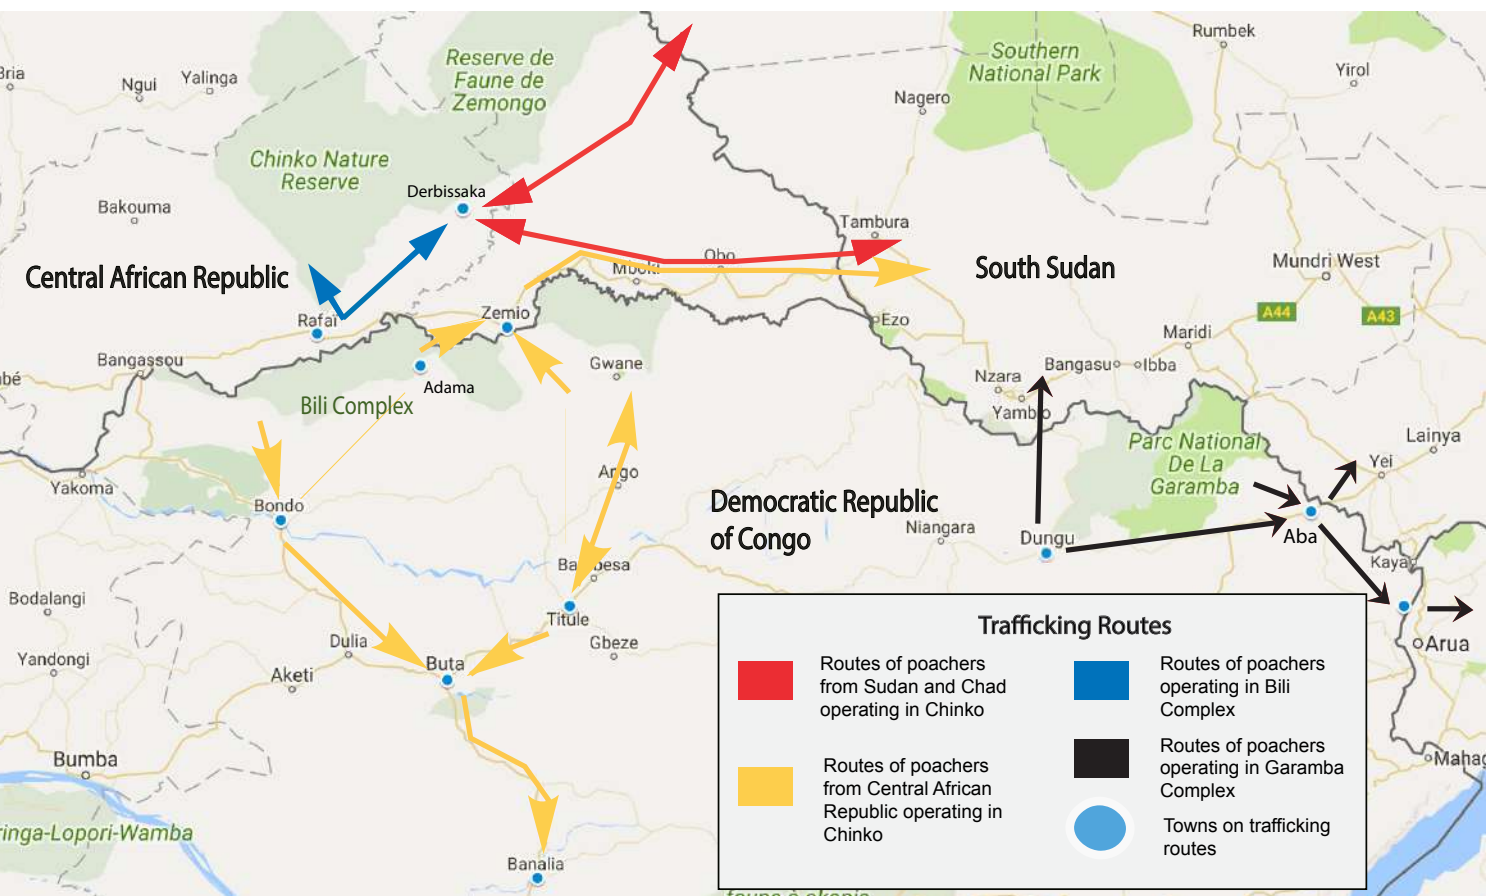 Rumbek
Reserve de
Faune de
Zemongo
Southern
National Park
Yirol
Ngui
Yalinga
Nagero
Chinko Nature
Reserve
Derbissaka
Bakouma
Tambura
Central African Republic
Mboki
Obo
South Sudan
Mundri West
A44
A43
Rafaï
Zemio
Ezo
Maridi
Bangassou
Gwane
Bangasu
Ibba
Adama
Nzara
Yambio
Bili Complex
Parc National
De La
Garamba
Lainya
Yei
Yakoma
Ango
Democratic Republic
of Congo
Bondo
Niangara
Dungu
Aba
Kaya
Bodalangi
Titule
Dulia
Gbeze
Arua
Yandongi
Aketi
Buta
Bumba
Banalia
Trafficking Routes
Routes of poachers
from Sudan and Chad
operating in Chinko
Routes of poachers
operating in Bili
Complex
Routes of poachers
from Central African
Republic operating in
Chinko
Routes of poachers
operating in Garamba
Complex
Towns on trafficking
routes